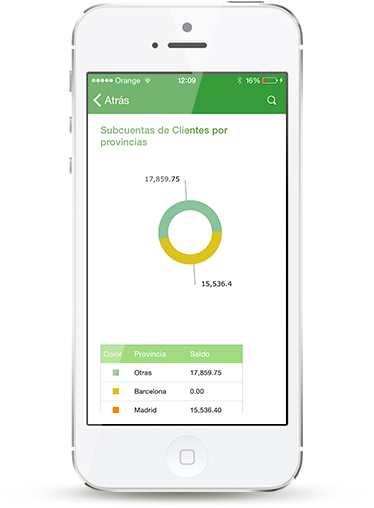 Orange 12:09 16%
Atrás
Subcuentas de Clientes por
provincias
17,859.75
15,536.4
Color Provincia Saldo
Otras 17,859.75
Barcelona 0.00
Madrid 15,536.40